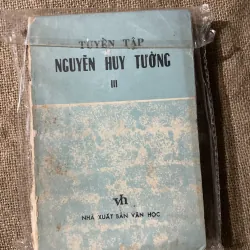 TUYỂN TẬP
NGUYỄN HUY TƯỞNG
III
vh
NHÀ XUẤT BẢN VĂN HỌC